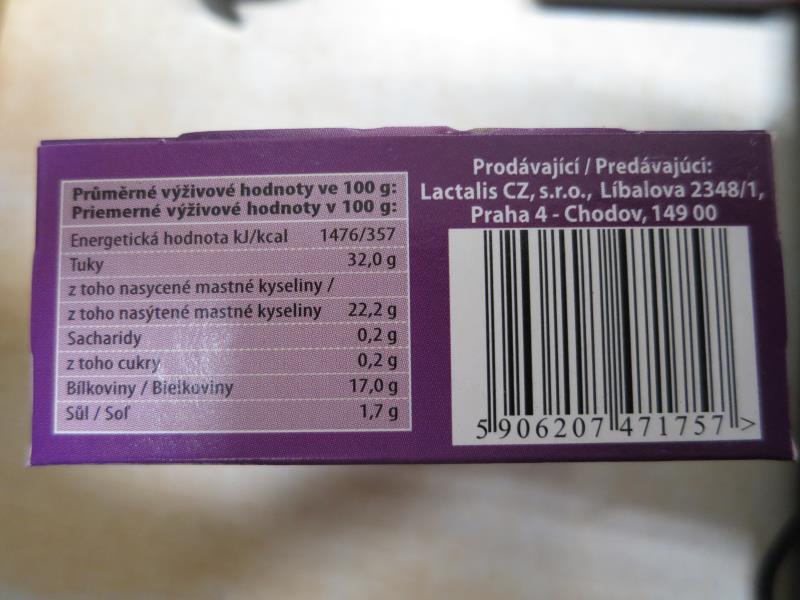 Průměrné výživové hodnoty ve 100 g:
Priemerné výživové hodnoty v 100 g:
Energetická hodnota kJ/kcal 1476/357
Tuky 32,0 g
z toho nasycené mastné kyseliny /
z toho nasýtené mastné kyseliny 22,2 g
Sacharidy 0,2 g
z toho cukry 0,2 g
Bílkoviny / Bielkoviny 17,0 g
Sůl / Soľ 1,7 g
Prodávající / Predávajúci:
Lactalis CZ, s.r.o., Líbalova 2348/1,
Praha 4 - Chodov, 149 00
5 906207 471757 >